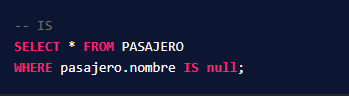 -- IS
SELECT * FROM PASAJERO
WHERE pasajero.nombre IS null;